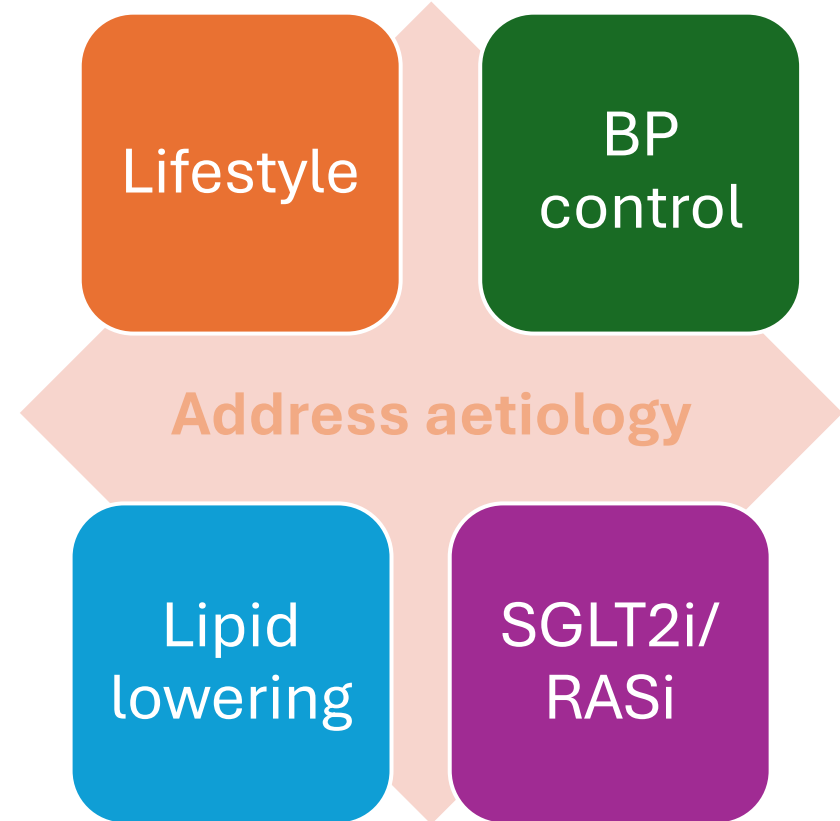 Lifestyle
BP
control
Address aetiology
Lipid
lowering
SGLT2i/
RASi